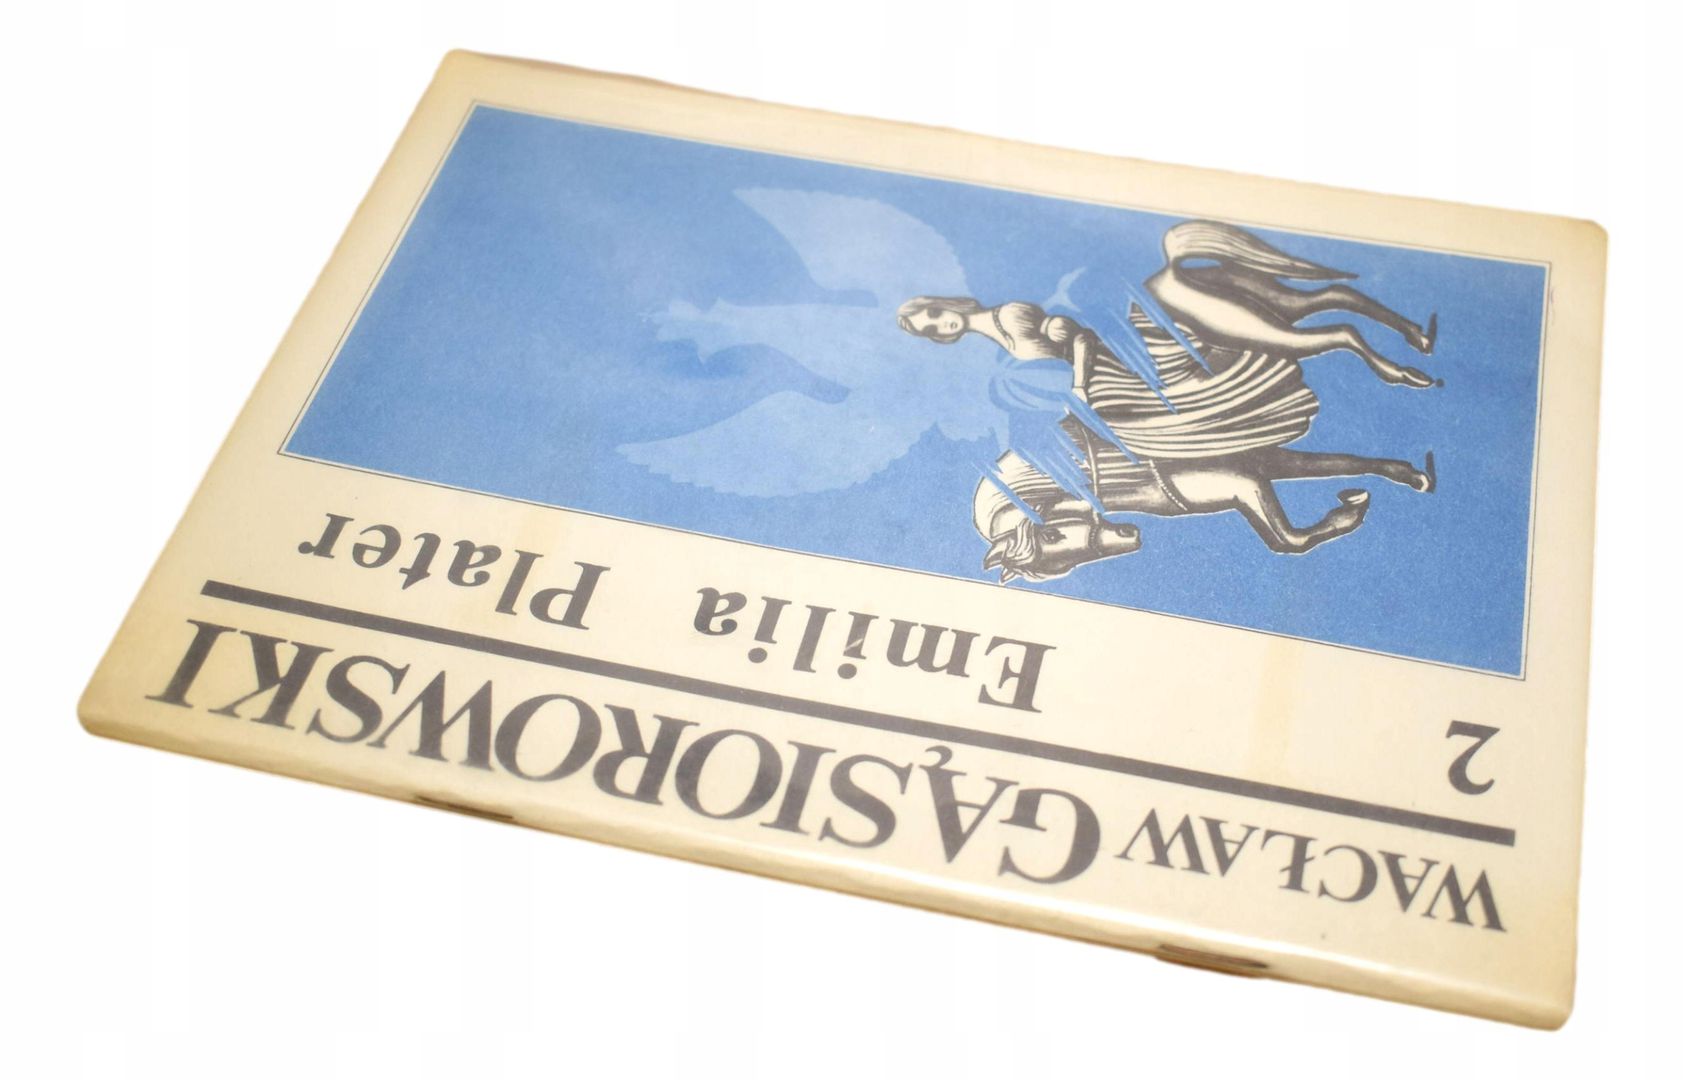 WACŁAW GĄSIOROWSKI
2
Emilia Plater